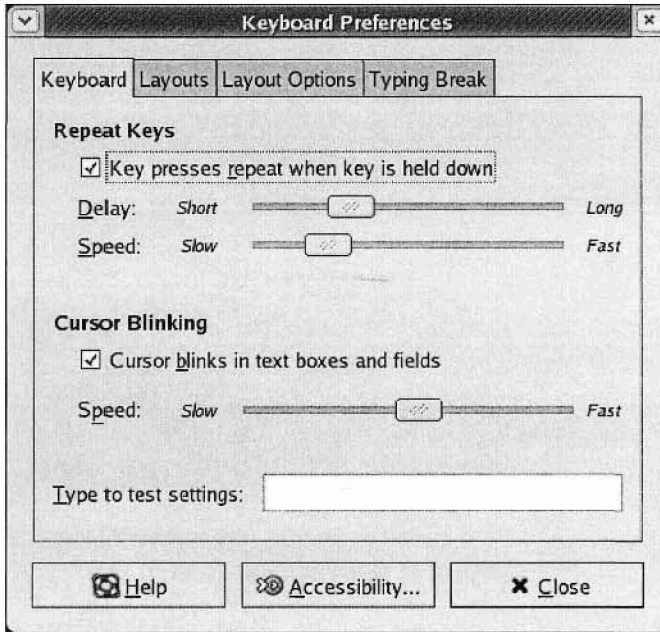 Keyboard Preferences
Keyboard Layouts Layout Options Typing Break
Repeat Keys
Key presses repeat when key is held down
Delay: Short Long
Speed: Slow Fast
Cursor Blinking
Cursor blinks in text boxes and fields
Speed: Slow Fast
Type to test settings:
Help Accessibility... Close